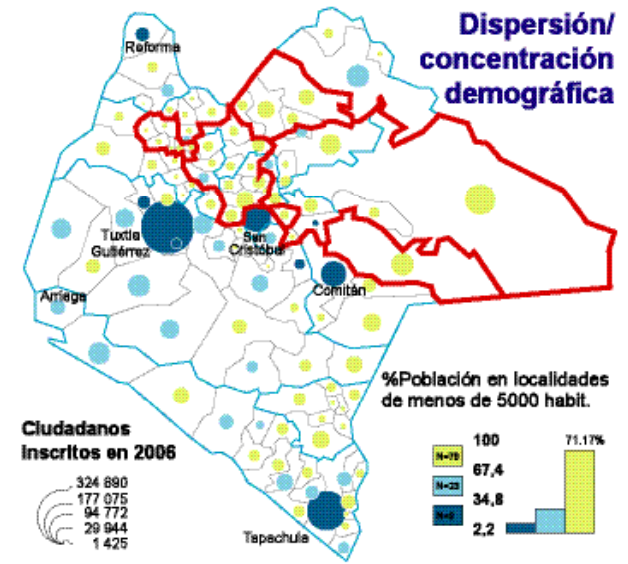 Dispersión/
concentración
demográfica
Reforma
Tuxtla
Gutiérrez
San
Cristóbal
Comitán
Arriaga
Tapachula
%Población en localidades
de menos de 5000 habit.
100
67,4
34,8
2,2
71.17%
Ciudadanos
inscritos en 2006
324 890
177 075
94 772
29 944
1 425